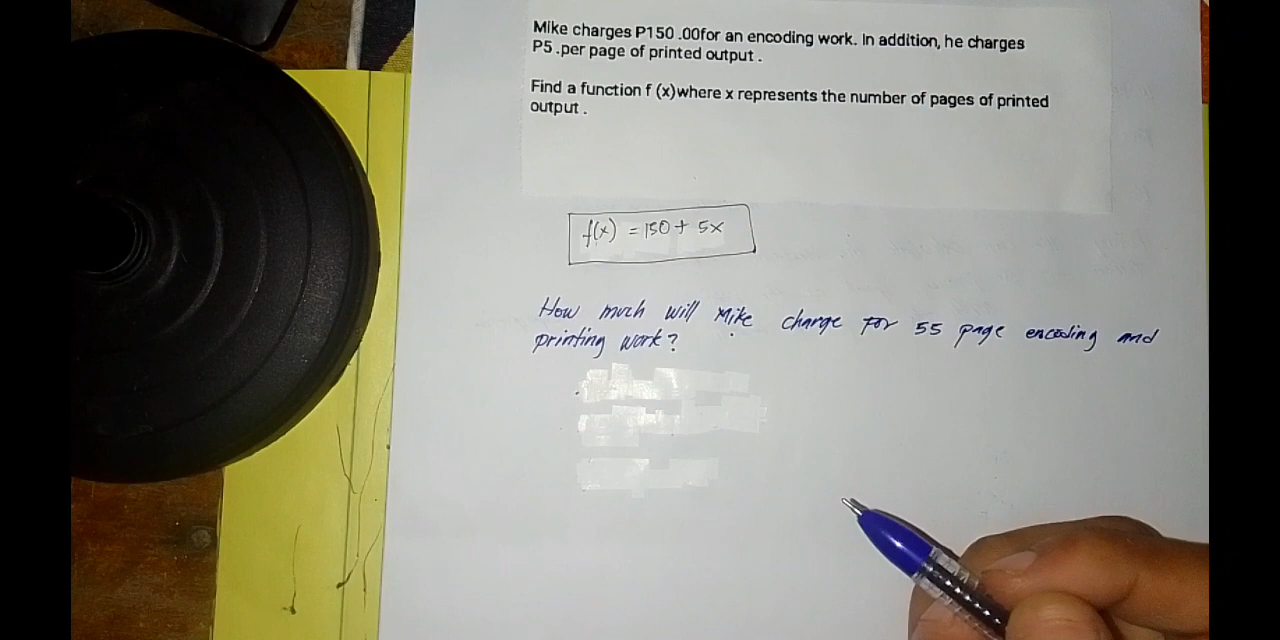 Mike charges P150 .00for an encoding work. In addition, he charges
P5 .per page of printed output .
Find a function f (x)where x represents the number of pages of printed
output .
f(x) = 150 + 5x
How much will Mike charge for 55 page encoding and
printing work?